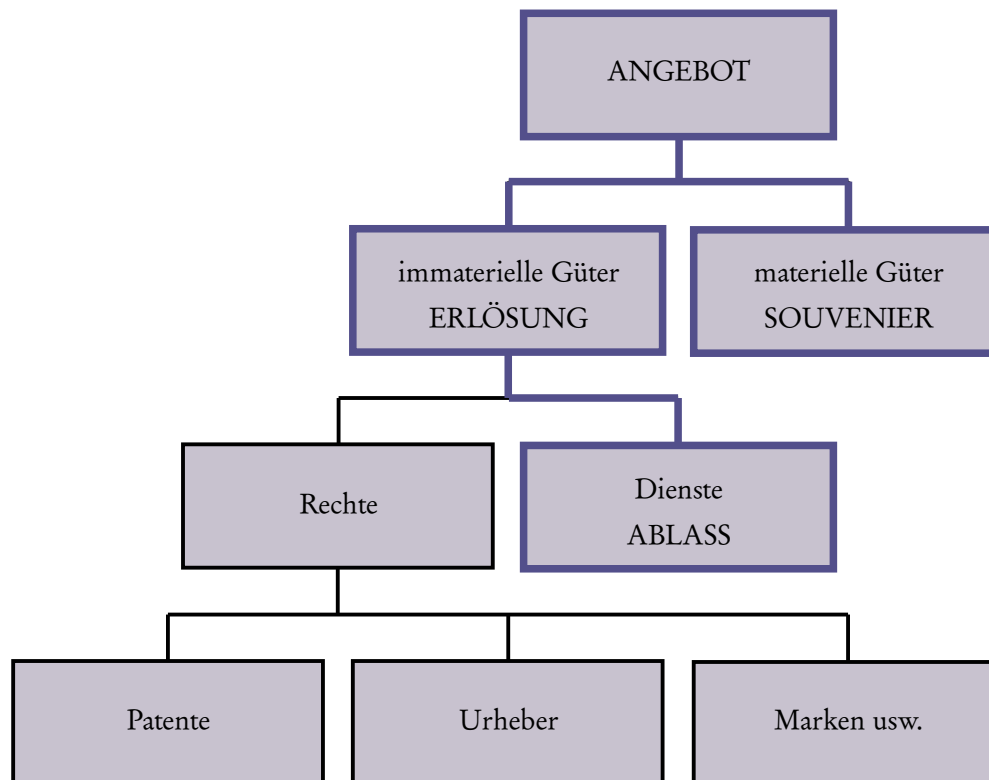 ANGEBOT
immaterielle Güter
ERLÖSUNG
materielle Güter
SOUVENIER
Rechte
Dienste
ABLASS
Patente
Urheber
Marken usw.